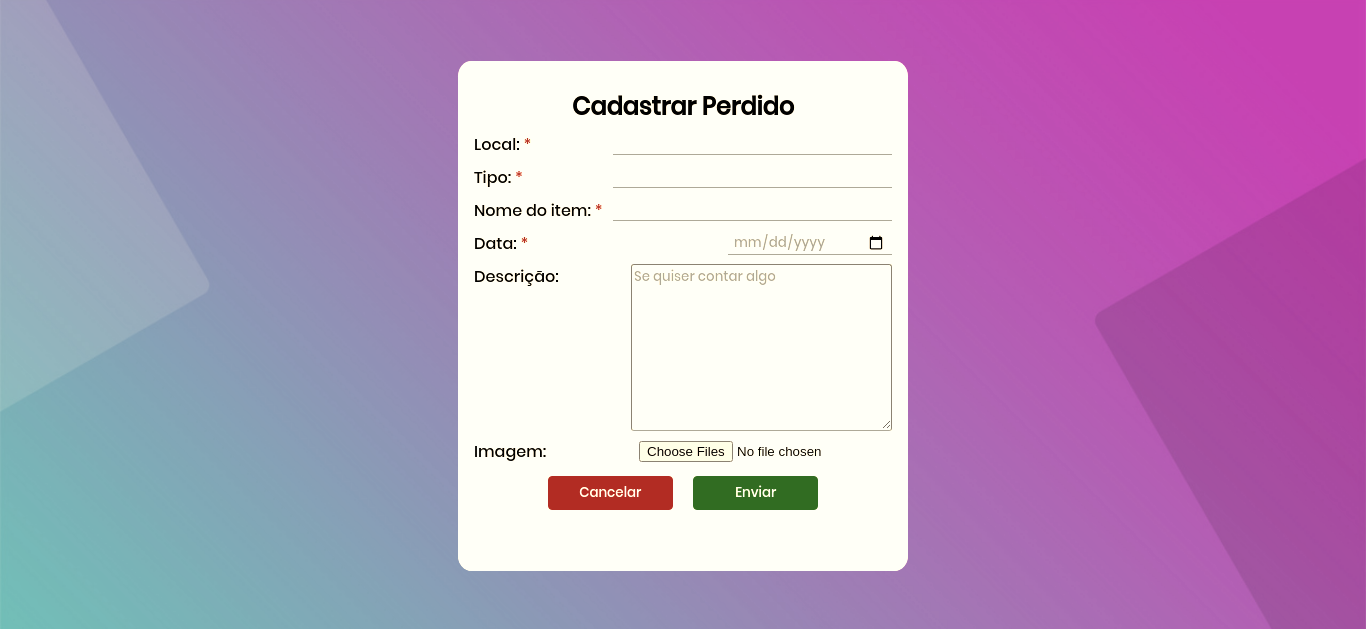 Cadastrar Perdido
Local: *
Tipo: *
Nome do item: *
Data: * mm/dd/yyyy
Descrição: Se quiser contar algo
Imagem: Choose Files No file chosen
Cancelar Enviar